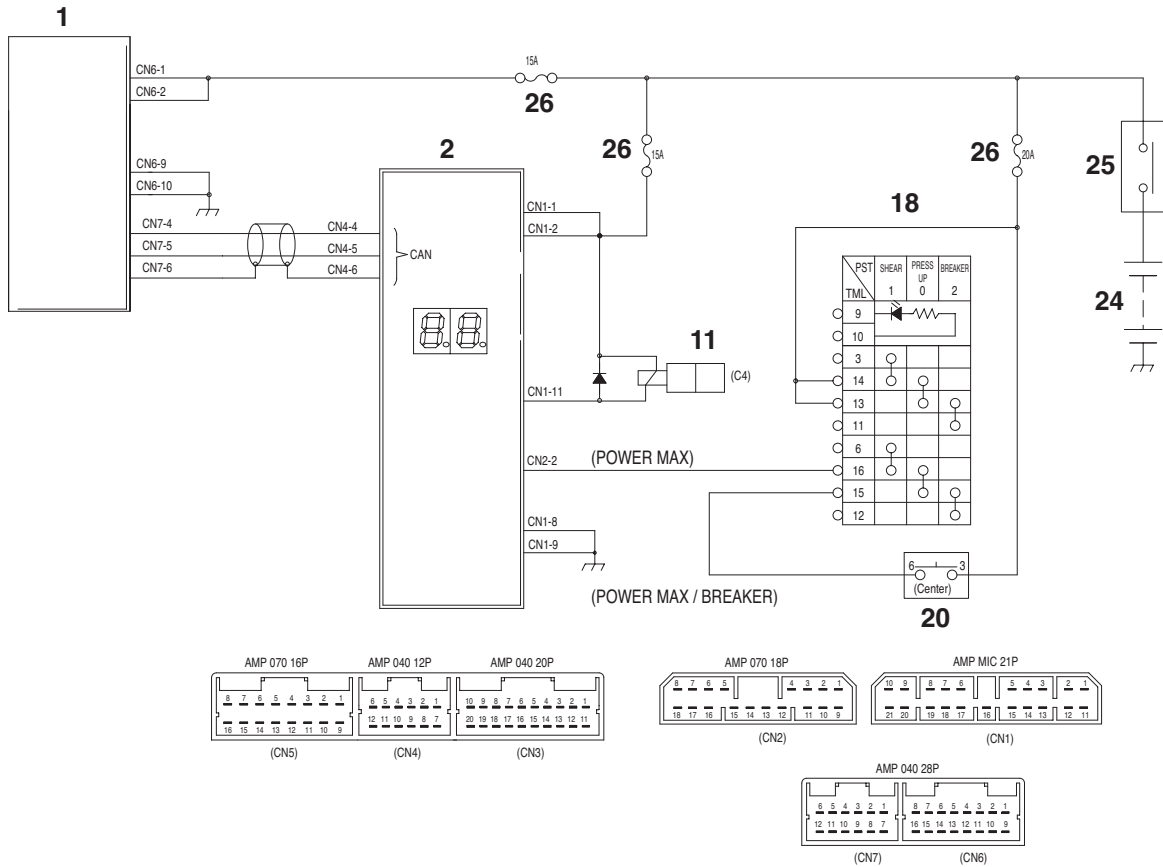 1
CN6-1
CN6-2
15A
26
CN6-9
CN6-10
2
26
15A
26
20A
25
CN7-4
CN7-5
CN7-6
CN4-4
CN4-5
CN4-6
CAN
CN1-1
CN1-2
18
24
PST
TML
SHEAR
1
PRESS
UP
0
BREAKER
2
9
10
3
14
13
11
6
16
15
12
8.8.
11
(C4)
CN1-11
CN2-2
(POWER MAX)
CN1-8
CN1-9
(POWER MAX / BREAKER)
6 3
(Center)
20
AMP 070 16P
8 7 6 5 4 3 2 1
16 15 14 13 12 11 10 9
(CN5)
AMP 040 12P
6 5 4 3 2 1
12 11 10 9 8 7
(CN4)
AMP 040 20P
10 9 8 7 6 5 4 3 2 1
20 19 18 17 16 15 14 13 12 11
(CN3)
AMP 070 18P
8 7 6 5 4 3 2 1
18 17 16 15 14 13 12 11 10 9
(CN2)
AMP MIC 21P
10 9 8 7 6 5 4 3 2 1
21 20 19 18 17 16 15 14 13 12 11
(CN1)
AMP 040 28P
6 5 4 3 2 1
12 11 10 9 8 7
(CN7)
8 7 6 5 4 3 2 1
16 15 14 13 12 11 10 9
(CN6)